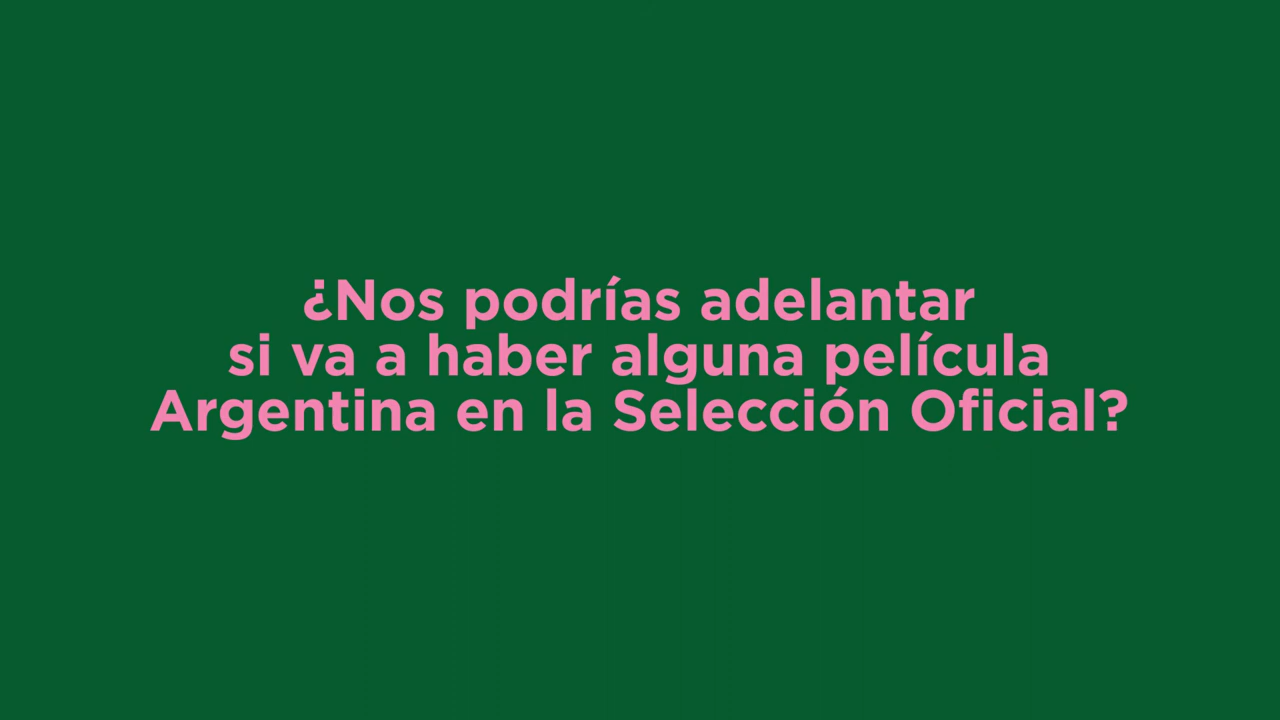 ¿Nos podrías adelantar
si va a haber alguna película
Argentina en la Selección Oficial?